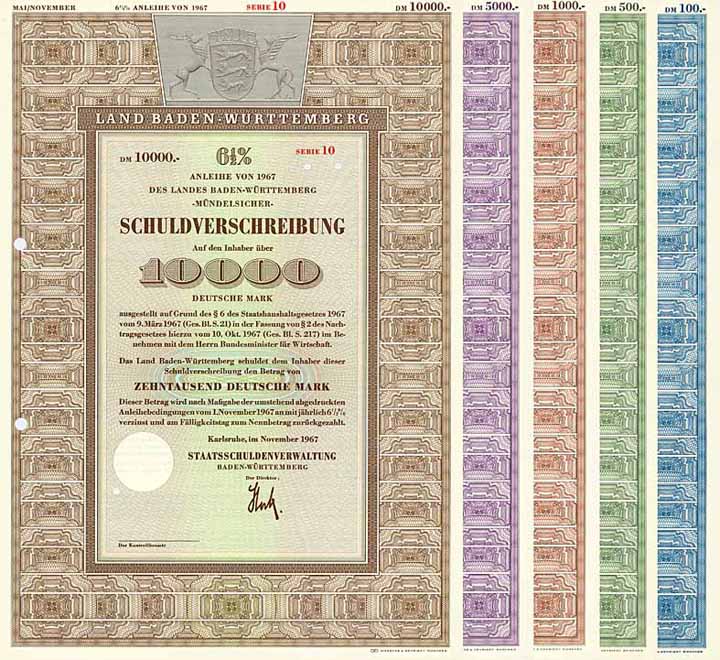 MAI/NOVEMBER 6½% ANLEIHE VON 1967 SERIE 10 DM 10000.- DM 5000.- DM 1000.- DM 500.- DM 100.-
LAND BADEN-WÜRTTEMBERG
DM 10000.- 6½% SERIE 10
ANLEIHE VON 1967
DES LANDES BADEN-WÜRTTEMBERG
-MÜNDELSICHER-
SCHULDVERSCHREIBUNG
Auf den Inhaber über
10000
DEUTSCHE MARK
ausgestellt auf Grund des § 6 des Staatshaushaltsgesetzes 1967
vom 9. März 1967 (Ges. Bl. S. 21) in der Fassung von § 2 des Nach-
tragsgesetzes hierzu vom 10. Okt. 1967 (Ges. Bl. S. 217) im Be-
nehmen mit dem Herrn Bundesminister für Wirtschaft.
Das Land Baden-Württemberg schuldet dem Inhaber dieser
Schuldverschreibung den Betrag von
ZEHNTAUSEND DEUTSCHE MARK
Dieser Betrag wird nach Maßgabe der umstehend abgedruckten
Anleihebedingungen vom 1. November 1967 an mit jährlich 6½%
verzinst und am Fälligkeitstag zum Nennbetrag zurückgezahlt.
Karlsruhe, im November 1967
STAATSSCHULDENVERWALTUNG
BADEN-WÜRTTEMBERG
Der Direktor:
Der Kontrollbeamte